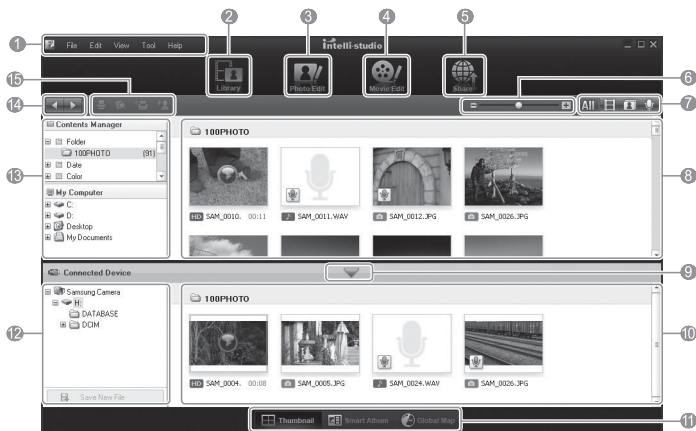 1 File Edit View Tool Help
2 3 4 5
intelli-studio
Library Photo Edit Movie Edit Share
6
15
14
All
7
Contents Manager
Folder
100PHOTO (91)
Date
Color
13
My Computer
C:
D:
Desktop
My Documents
100PHOTO
HD SAM_0010. 00:11 SAM_0011.WAV SAM_0012.JPG SAM_0026.JPG
8
Connected Device
9
Samsung Camera
H:
DATABASE
DCIM
12
Save New File
100PHOTO
HD SAM_0004. 00:08 SAM_0005.JPG SAM_0024.WAV SAM_0026.JPG
10
Thumbnail Smart Album Global Map
11